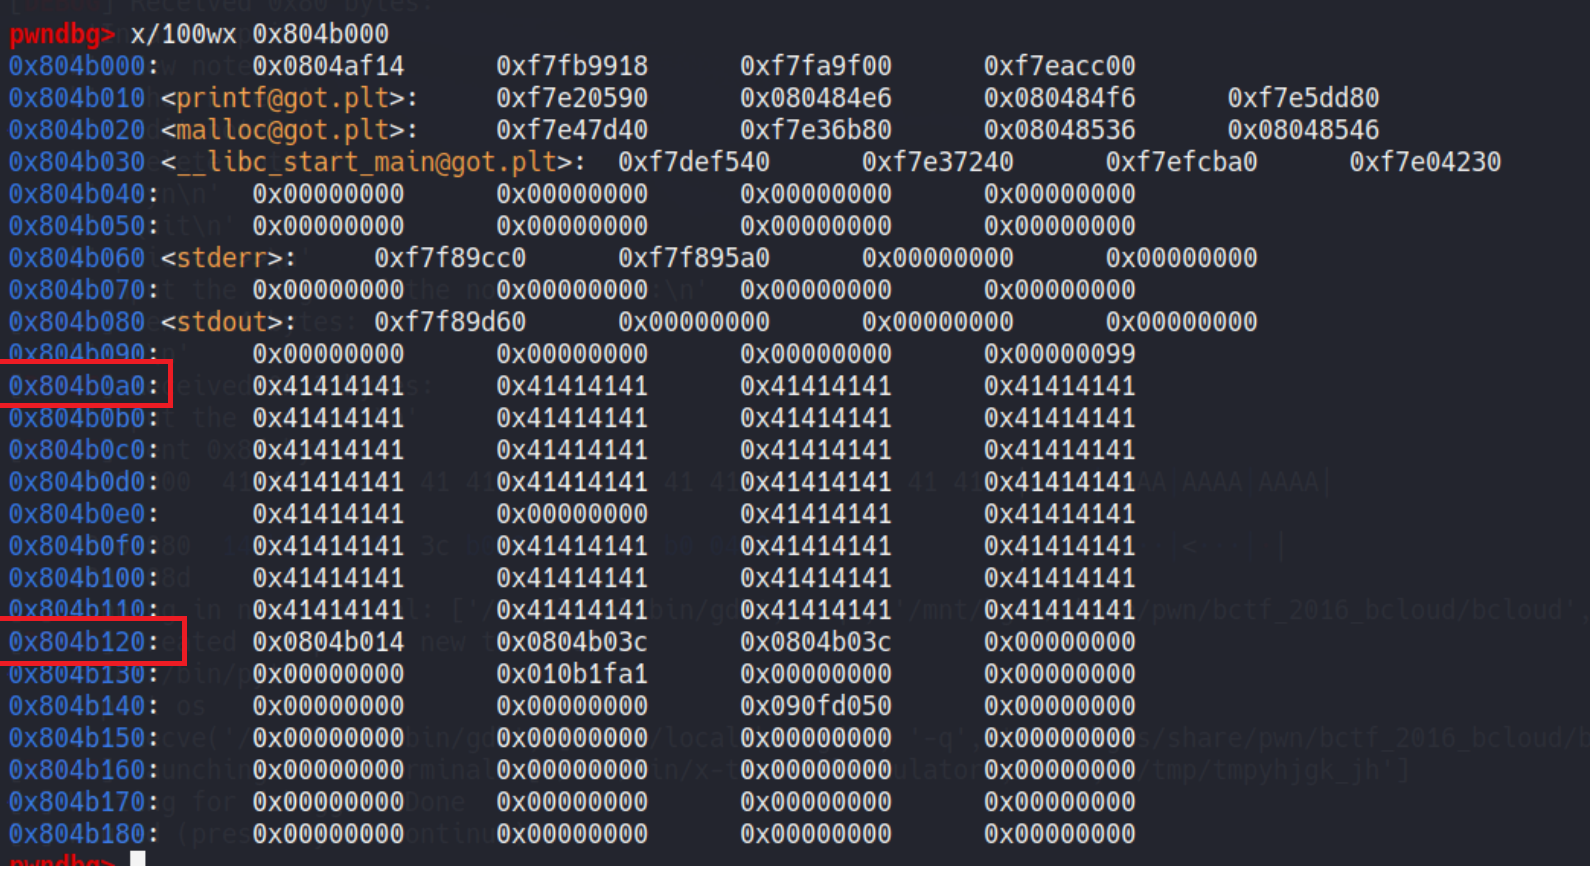 [ ] Received 0x80 bytes:
pwndbg> x/100wx 0x804b000
0x804b000: 0x0804af14 0xf7fb9918 0xf7fa9f00 0xf7eacc00
0x804b010 <printf@got.plt>: 0xf7e20590 0x080484e6 0x080484f6 0xf7e5dd80
0x804b020 <malloc@got.plt>: 0xf7e47d40 0xf7e36b80 0x08048536 0x08048546
0x804b030 <__libc_start_main@got.plt>: 0xf7def540 0xf7e37240 0xf7efcba0 0xf7e04230
0x804b040: 0x00000000 0x00000000 0x00000000 0x00000000
0x804b050: 0x00000000 0x00000000 0x00000000 0x00000000
0x804b060 <stderr>: 0xf7f89cc0 0xf7f895a0 0x00000000 0x00000000
0x804b070: 0x00000000 0x00000000 0x00000000 0x00000000
0x804b080 <stdout>: 0xf7f89d60 0x00000000 0x00000000 0x00000000
0x804b090: 0x00000000 0x00000000 0x00000000 0x00000099
0x804b0a0: 0x41414141 0x41414141 0x41414141 0x41414141
0x804b0b0: 0x41414141 0x41414141 0x41414141 0x41414141
0x804b0c0: 0x41414141 0x41414141 0x41414141 0x41414141
0x804b0d0: 0x41414141 0x41414141 0x41414141 0x41414141
0x804b0e0: 0x41414141 0x00000000 0x41414141 0x41414141
0x804b0f0: 0x41414141 0x41414141 0x41414141 0x41414141
0x804b100: 0x41414141 0x41414141 0x41414141 0x41414141
0x804b110: 0x41414141 0x41414141 0x41414141 0x41414141
0x804b120: 0x0804b014 0x0804b03c 0x0804b03c 0x00000000
0x804b130: 0x00000000 0x010b1fa1 0x00000000 0x00000000
0x804b140: 0x00000000 0x00000000 0x090fd050 0x00000000
0x804b150: 0x00000000 0x00000000 0x00000000 0x00000000
0x804b160: 0x00000000 0x00000000 0x00000000 0x00000000
0x804b170: 0x00000000 0x00000000 0x00000000 0x00000000
0x804b180: 0x00000000 0x00000000 0x00000000 0x00000000
pwndbg>